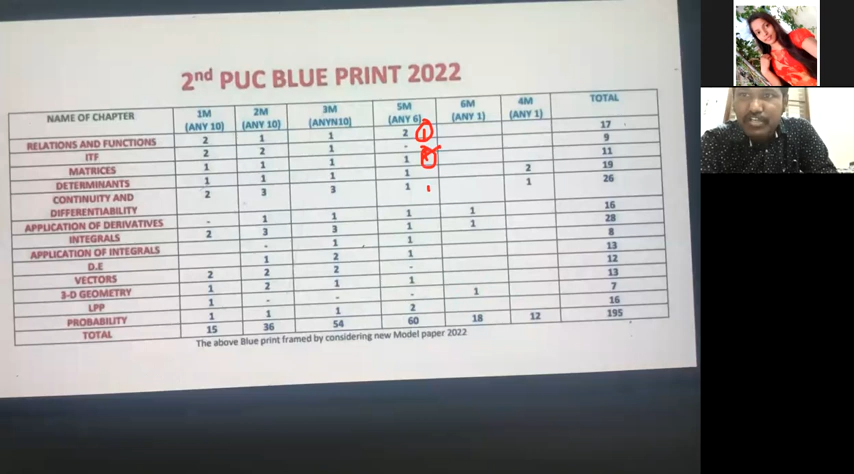 2nd PUC BLUE PRINT 2022
NAME OF CHAPTER 1M (ANY 10) 2M (ANY 10) 3M (ANYN10) 5M (ANY 6) 6M (ANY 1) 4M (ANY 1) TOTAL
RELATIONS AND FUNCTIONS 2 1 1 2 1 17
ITF 2 2 1 - 9
MATRICES 1 1 1 1 11
DETERMINANTS 1 1 1 1 2 19
CONTINUITY AND DIFFERENTIABILITY 2 3 3 1 1 1 26
APPLICATION OF DERIVATIVES - 1 1 1 1 16
INTEGRALS 2 3 3 1 1 28
APPLICATION OF INTEGRALS - 1 1 8
D.E 1 2 1 13
VECTORS 2 2 2 - 12
3-D GEOMETRY 1 2 1 1 13
LPP 1 - - - 1 7
PROBABILITY 1 1 1 2 16
TOTAL 15 36 54 60 18 12 195
The above Blue print framed by considering new Model paper 2022